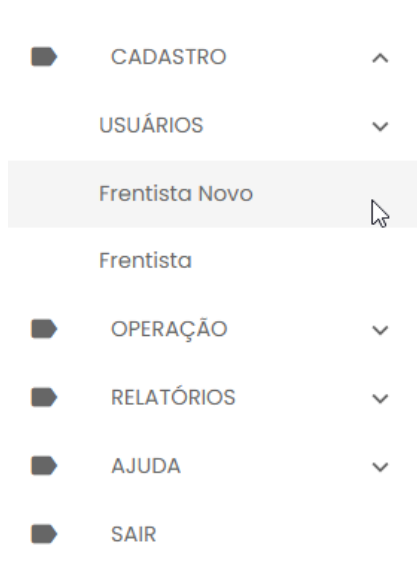 CADASTRO
USUÁRIOS
Frentista Novo
Frentista
OPERAÇÃO
RELATÓRIOS
AJUDA
SAIR